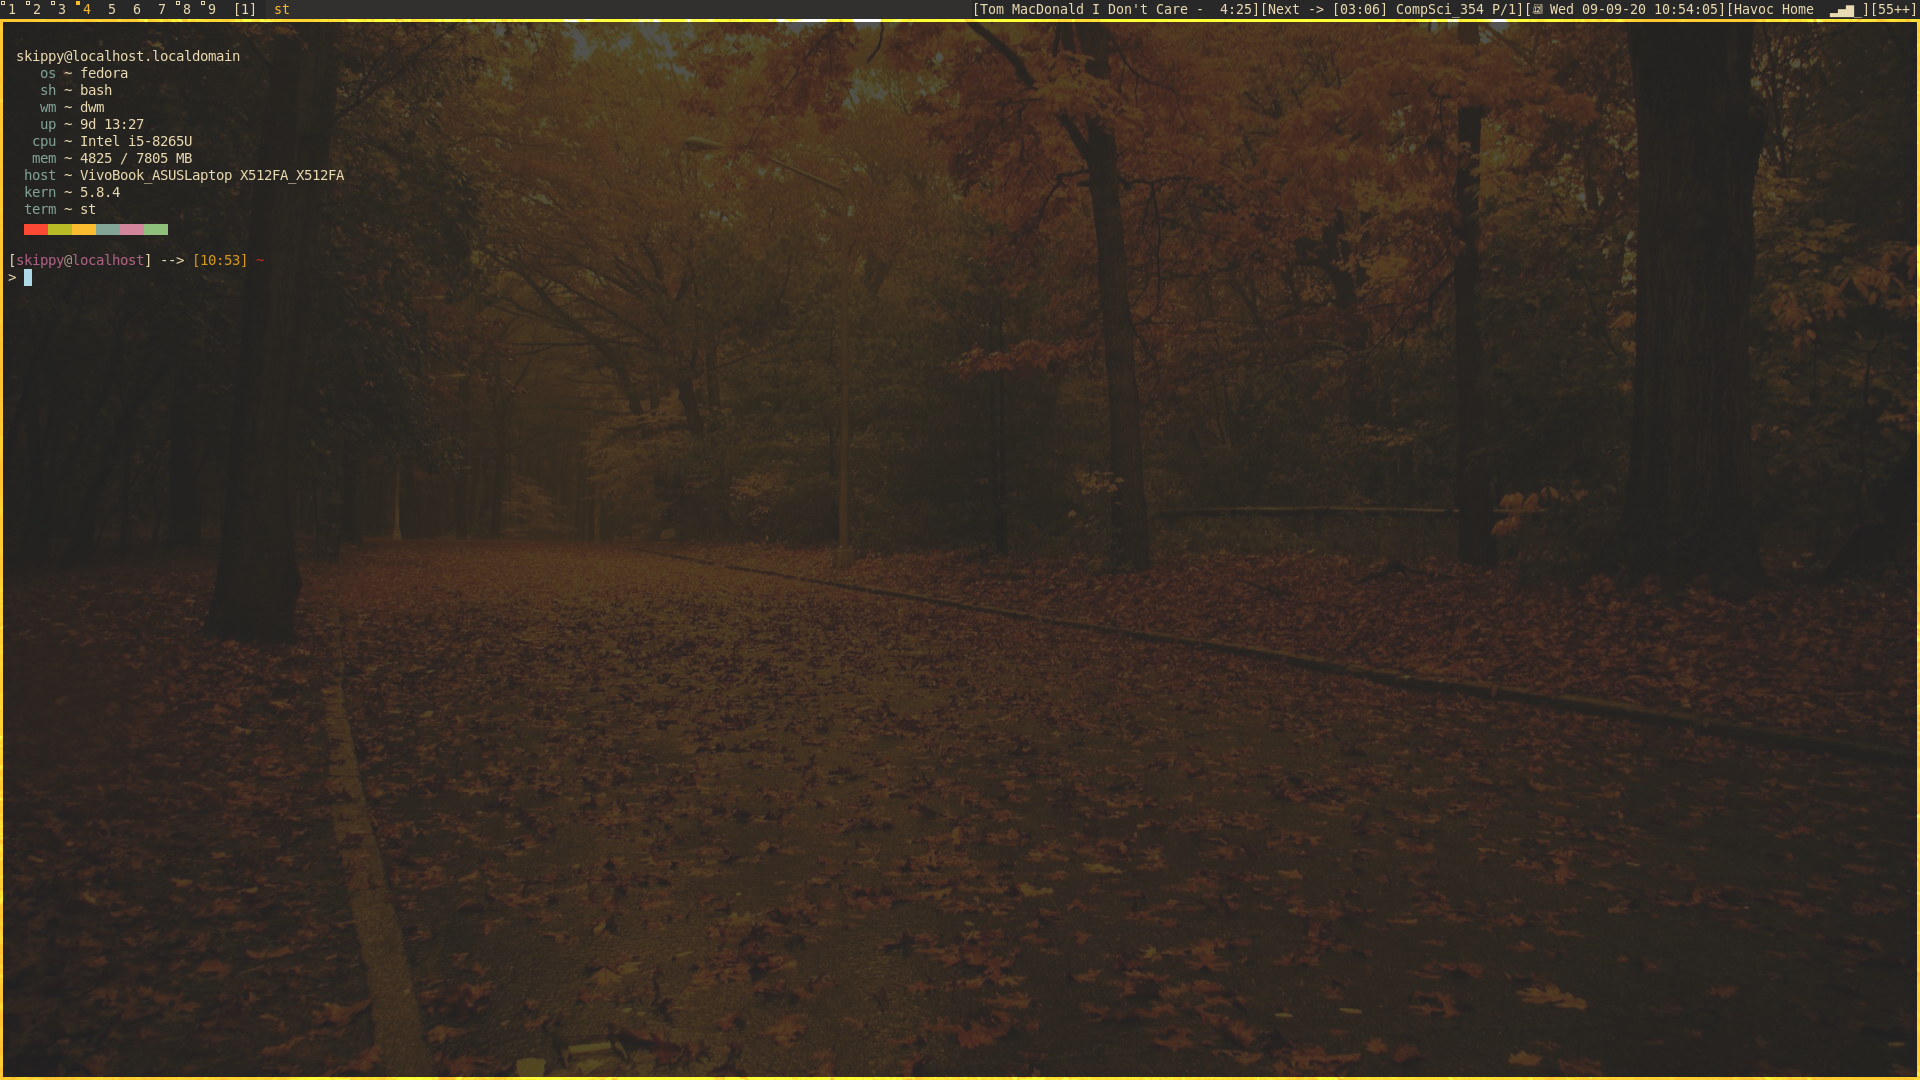 1 2 3 4 5 6 7 8 9 [1] st [Tom MacDonald I Don't Care - 4:25][Next -> [03:06] CompSci_354 P/1][ Wed 09-09-20 10:54:05][Havoc Home ▂▄▆_][55++]
skippy@localhost.localdomain
os ~ fedora
sh ~ bash
wm ~ dwm
up ~ 9d 13:27
cpu ~ Intel i5-8265U
mem ~ 4825 / 7805 MB
host ~ VivoBook_ASUSLaptop X512FA_X512FA
kern ~ 5.8.4
term ~ st
[skippy@localhost] --> [10:53] ~
>